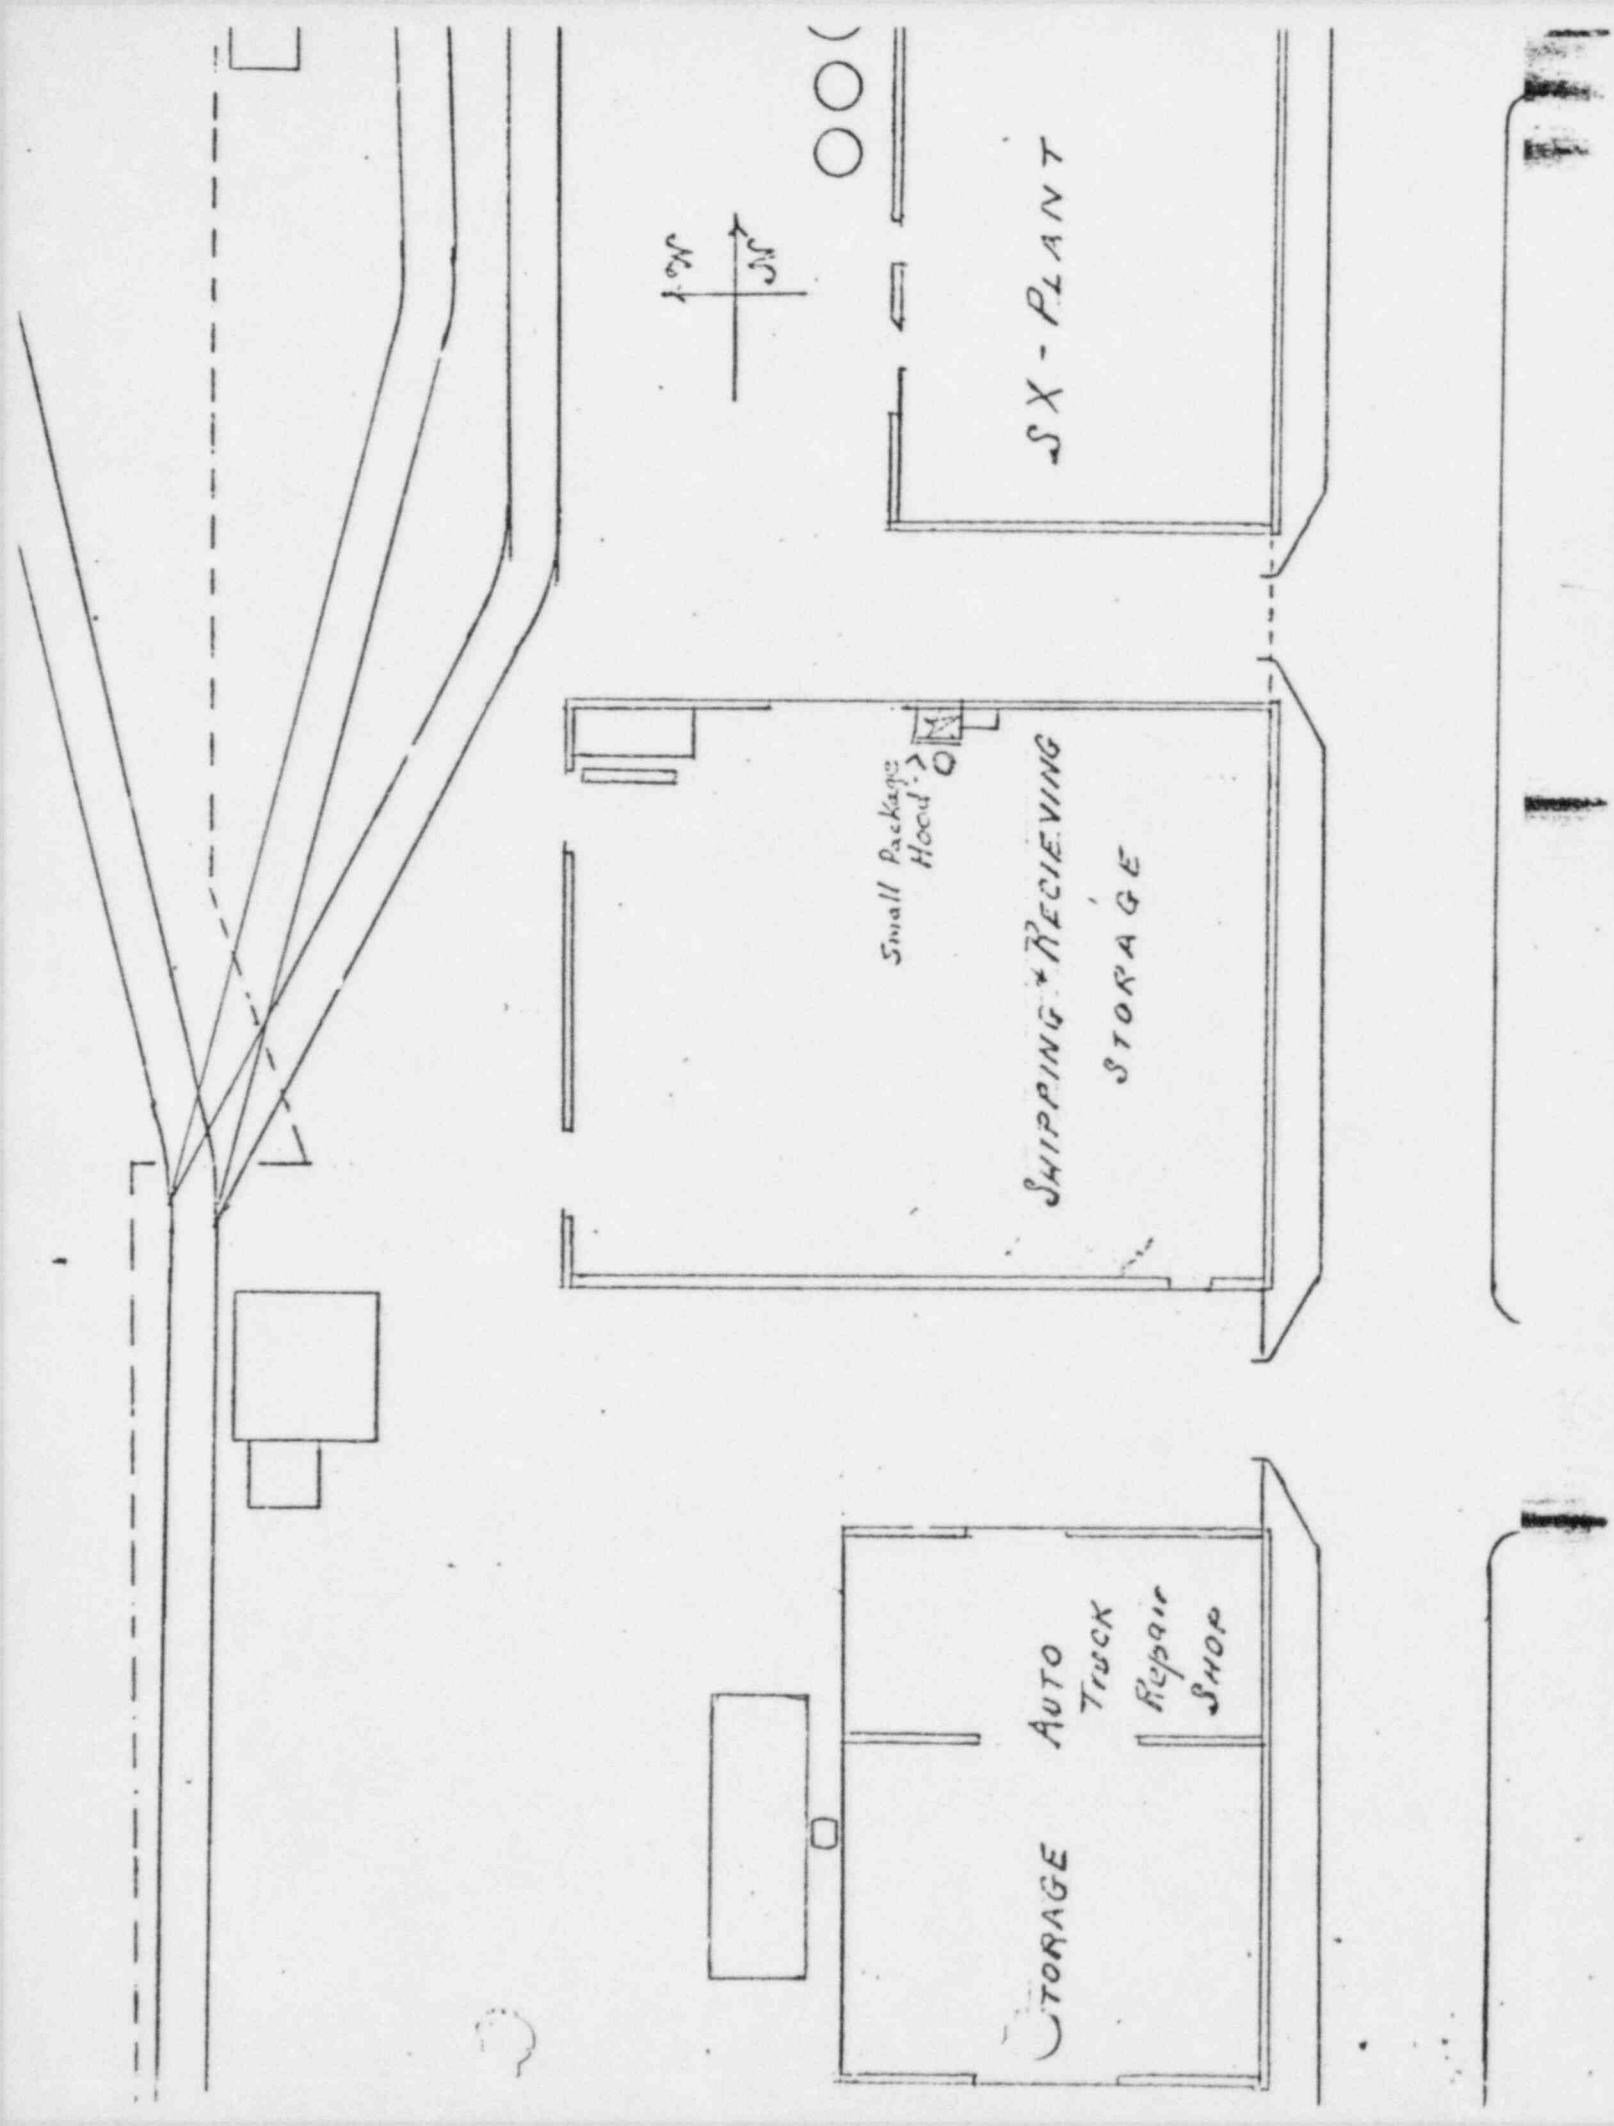 N
N
SX-PLANT
Small Package
Hood
SHIPPING & RECIEVING
STORAGE
AUTO
TRUCK
Repair
SHOP
STORAGE